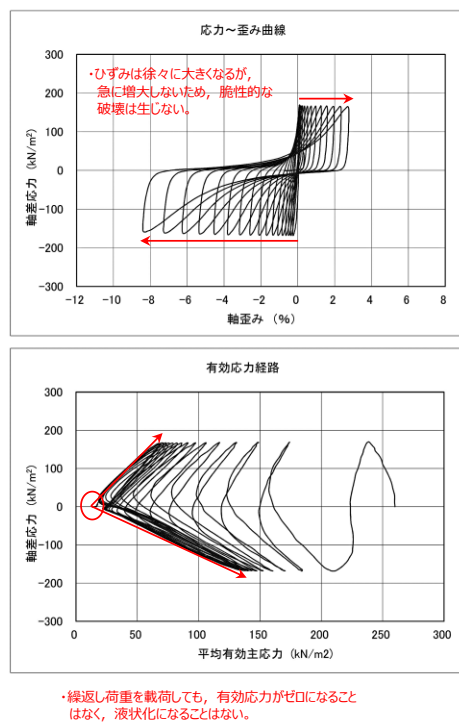 応力～歪み曲線
・ひずみは徐々に大きくなるが，
急に増大しないため，脆性的な
破壊は生じない。
軸差応力（kN/m²）
300
200
100
0
−100
−200
−300
−12
−10
−8
−6
−4
−2
0
2
4
6
8
軸歪み （％）
有効応力経路
軸差応力（kN/m²）
300
200
100
0
−100
−200
−300
0
50
100
150
200
250
300
平均有効主応力（kN/m2）
・繰返し荷重を載荷しても，有効応力がゼロになること
はなく，液状化になることはない。